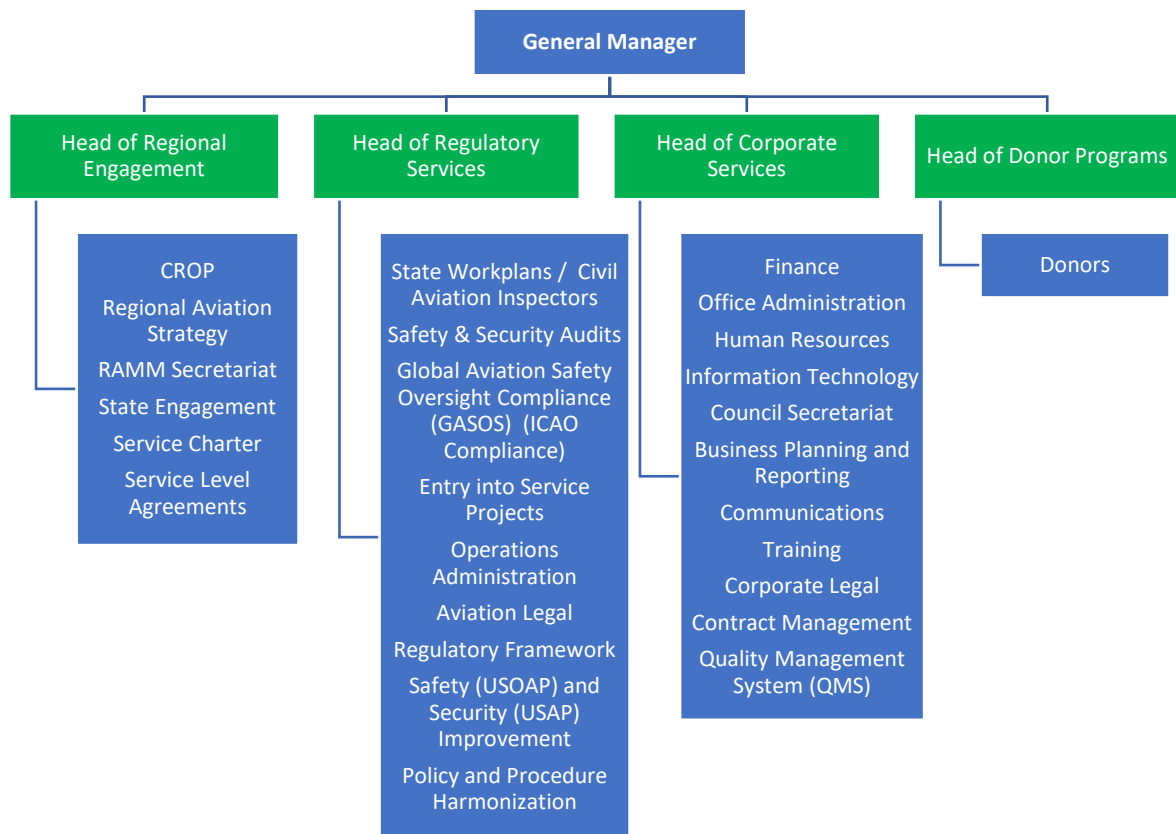 General Manager
Head of Regional
Engagement
Head of Regulatory
Services
Head of Corporate
Services
Head of Donor Programs
CROP
Regional Aviation
Strategy
RAMM Secretariat
State Engagement
Service Charter
Service Level
Agreements
State Workplans / Civil
Aviation Inspectors
Safety & Security Audits
Global Aviation Safety
Oversight Compliance
(GASOS) (ICAO
Compliance)
Entry into Service
Projects
Operations
Administration
Aviation Legal
Regulatory Framework
Safety (USOAP) and
Security (USAP)
Improvement
Policy and Procedure
Harmonization
Finance
Office Administration
Human Resources
Information Technology
Council Secretariat
Business Planning and
Reporting
Communications
Training
Corporate Legal
Contract Management
Quality Management
System (QMS)
Donors